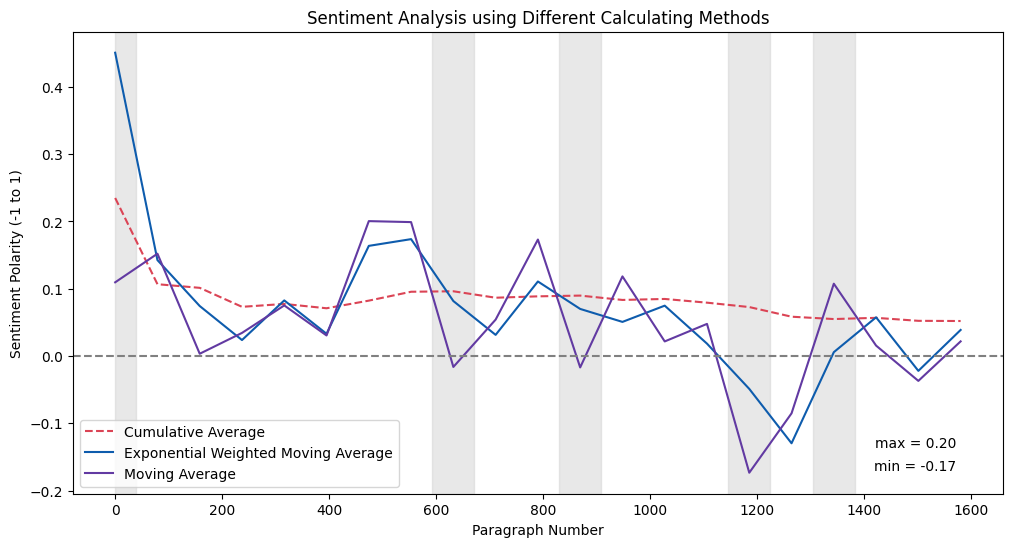 Sentiment Analysis using Different Calculating Methods
Sentiment Polarity (-1 to 1)
0.4
0.3
0.2
0.1
0.0
−0.1
−0.2
Cumulative Average
Exponential Weighted Moving Average
Moving Average
max = 0.20
min = -0.17
0 200 400 600 800 1000 1200 1400 1600
Paragraph Number